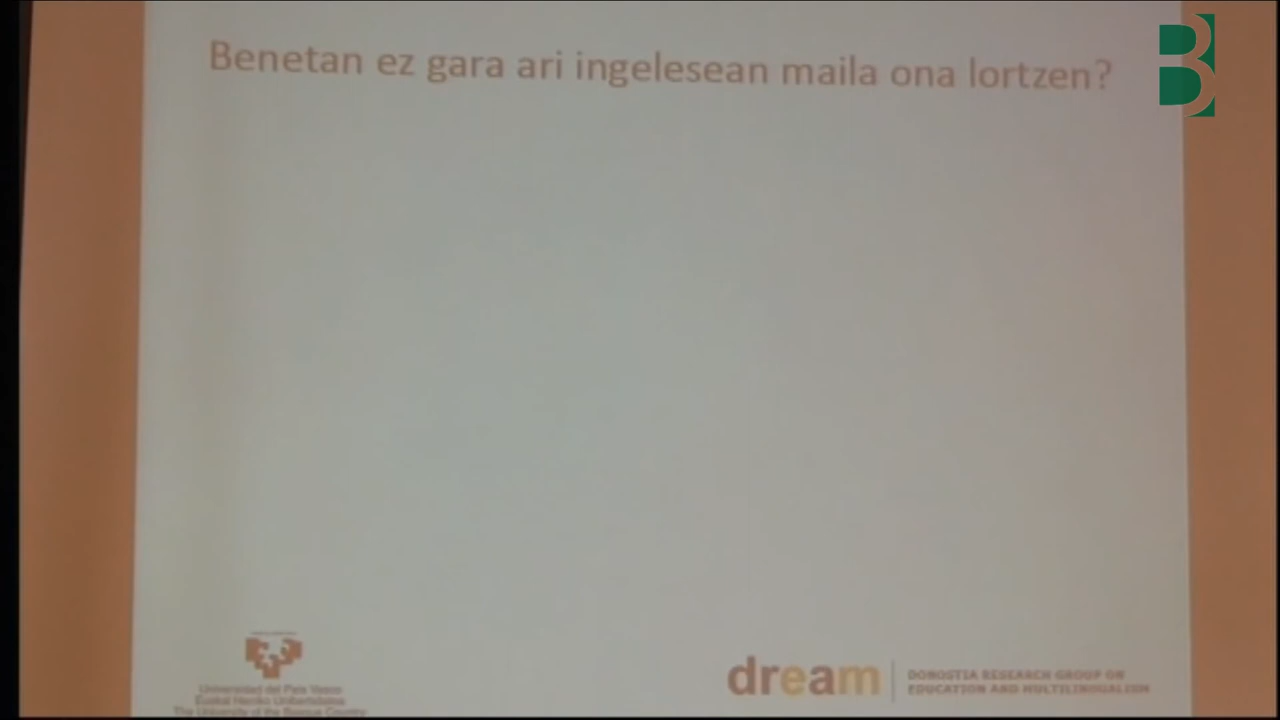 Benetan ez gara ari ingelesean maila ona lortzen?
B
Universidad del País Vasco
Euskal Herriko Unibertsitatea
The University of the Basque Country
dream
DONOSTIA RESEARCH GROUP ON
EDUCATION AND MULTILINGUALISM